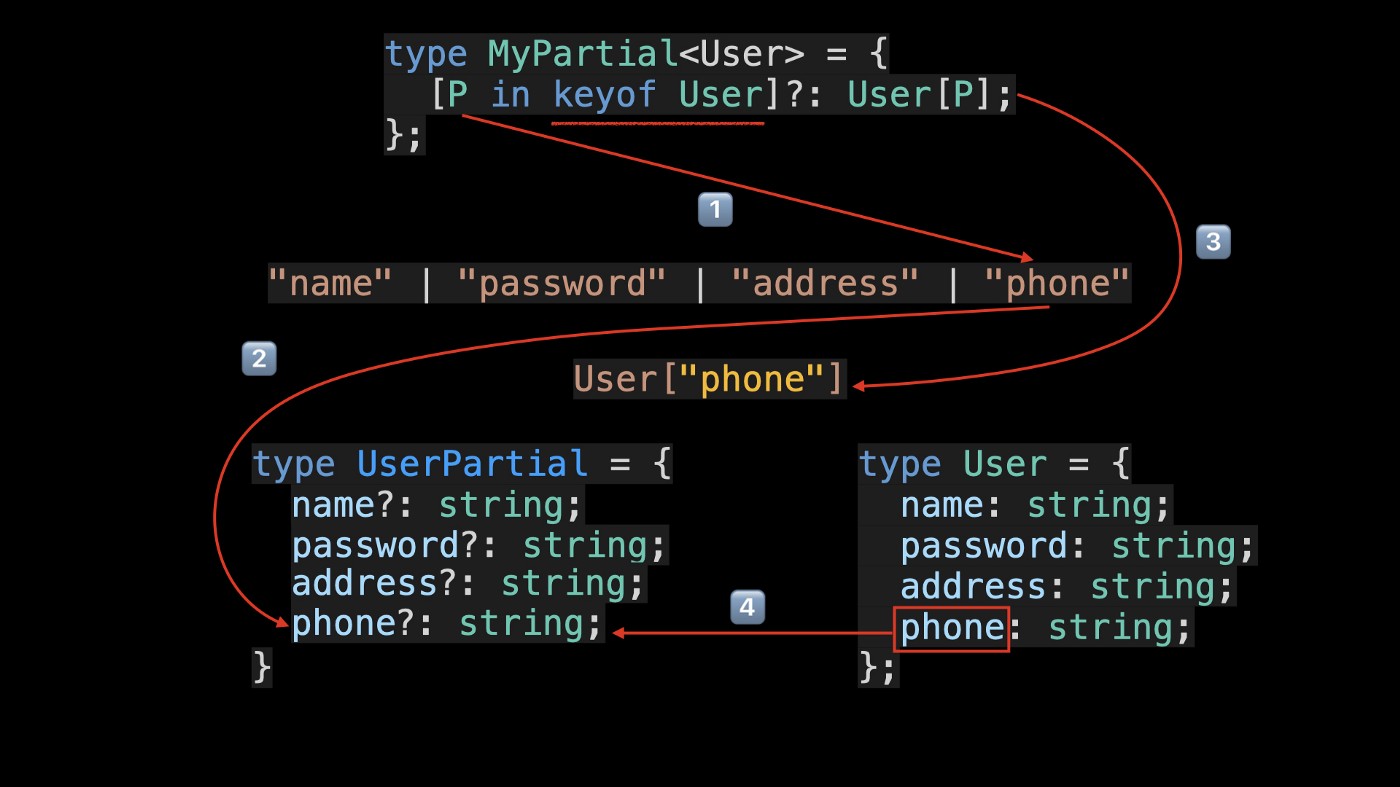 type MyPartial<User> = {
[P in keyof User]?: User[P];
};
1
3
"name" | "password" | "address" | "phone"
2
User["phone"]
type UserPartial = {
name?: string;
password?: string;
address?: string;
phone?: string;
}
4
type User = {
name: string;
password: string;
address: string;
phone: string;
};